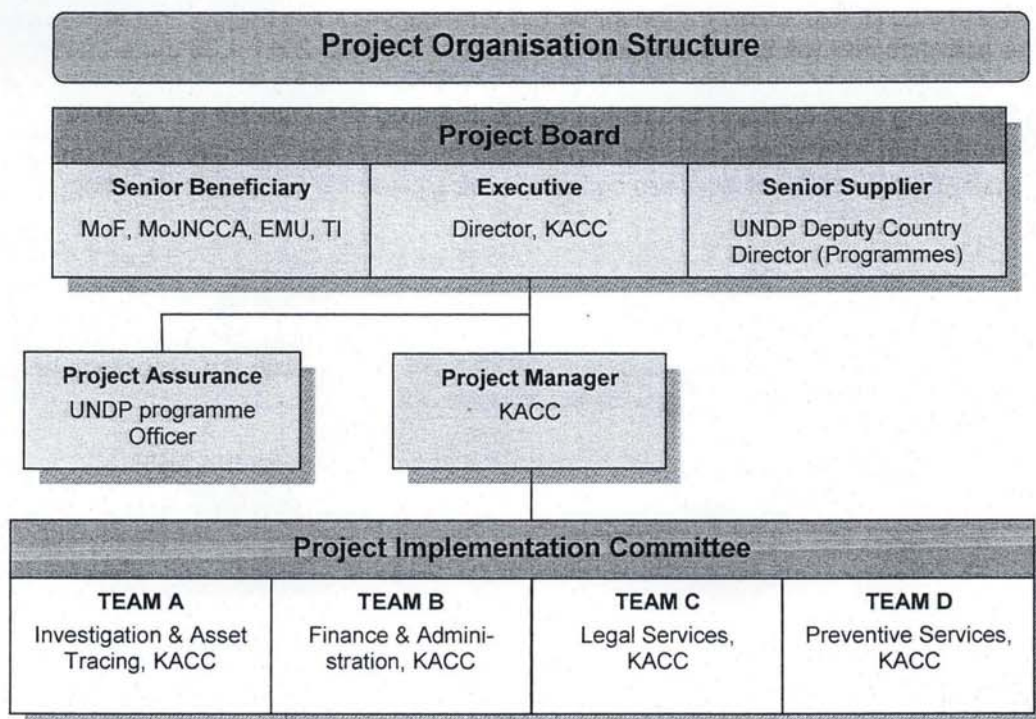 Project Organisation Structure
Project Board
Senior Beneficiary
MoF, MoJNCCA, EMU, TI
Executive
Director, KACC
Senior Supplier
UNDP Deputy Country
Director (Programmes)
Project Assurance
UNDP programme
Officer
Project Manager
KACC
Project Implementation Committee
TEAM A
Investigation & Asset
Tracing, KACC
TEAM B
Finance & Admini-
stration, KACC
TEAM C
Legal Services,
KACC
TEAM D
Preventive Services,
KACC